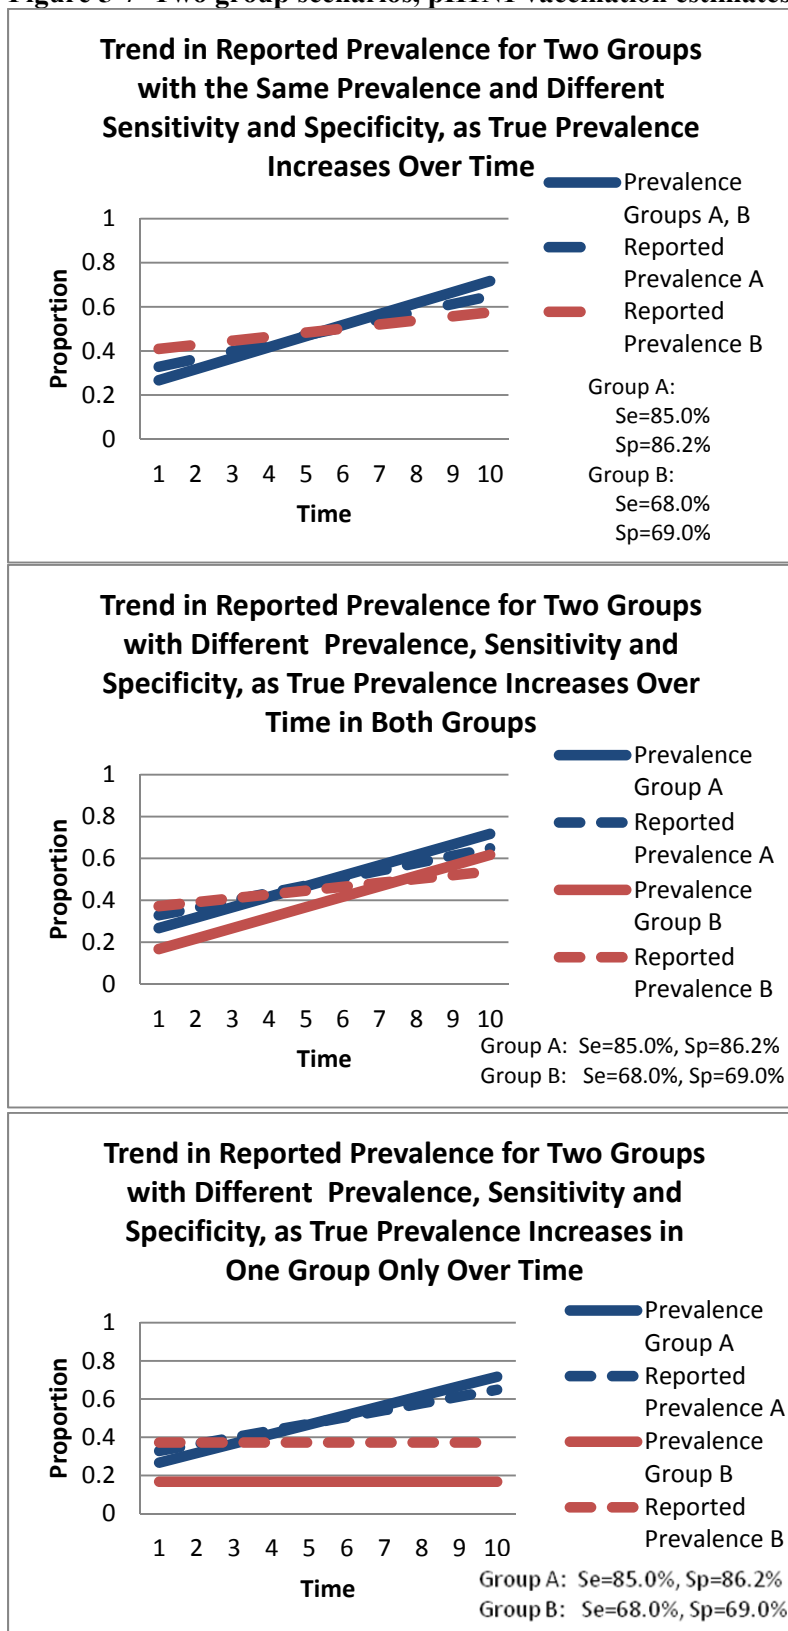 Figure 5-7 Two group scenarios, pH1N1 vaccination estimates
Trend in Reported Prevalence for Two Groups
with the Same Prevalence and Different
Sensitivity and Specificity, as True Prevalence
Increases Over Time
Prevalence
Groups A, B
Reported
Prevalence A
Reported
Prevalence B
Group A:
Se=85.0%
Sp=86.2%
Group B:
Se=68.0%
Sp=69.0%
Proportion
1
0.8
0.6
0.4
0.2
0
1 2 3 4 5 6 7 8 9 10
Time
Trend in Reported Prevalence for Two Groups
with Different Prevalence, Sensitivity and
Specificity, as True Prevalence Increases Over
Time in Both Groups
Prevalence
Group A
Reported
Prevalence A
Prevalence
Group B
Reported
Prevalence B
Proportion
1
0.8
0.6
0.4
0.2
0
1 2 3 4 5 6 7 8 9 10
Time
Group A: Se=85.0%, Sp=86.2%
Group B: Se=68.0%, Sp=69.0%
Trend in Reported Prevalence for Two Groups
with Different Prevalence, Sensitivity and
Specificity, as True Prevalence Increases in
One Group Only Over Time
Prevalence
Group A
Reported
Prevalence A
Prevalence
Group B
Reported
Prevalence B
Proportion
1
0.8
0.6
0.4
0.2
0
1 2 3 4 5 6 7 8 9 10
Time
Group A: Se=85.0%, Sp=86.2%
Group B: Se=68.0%, Sp=69.0%